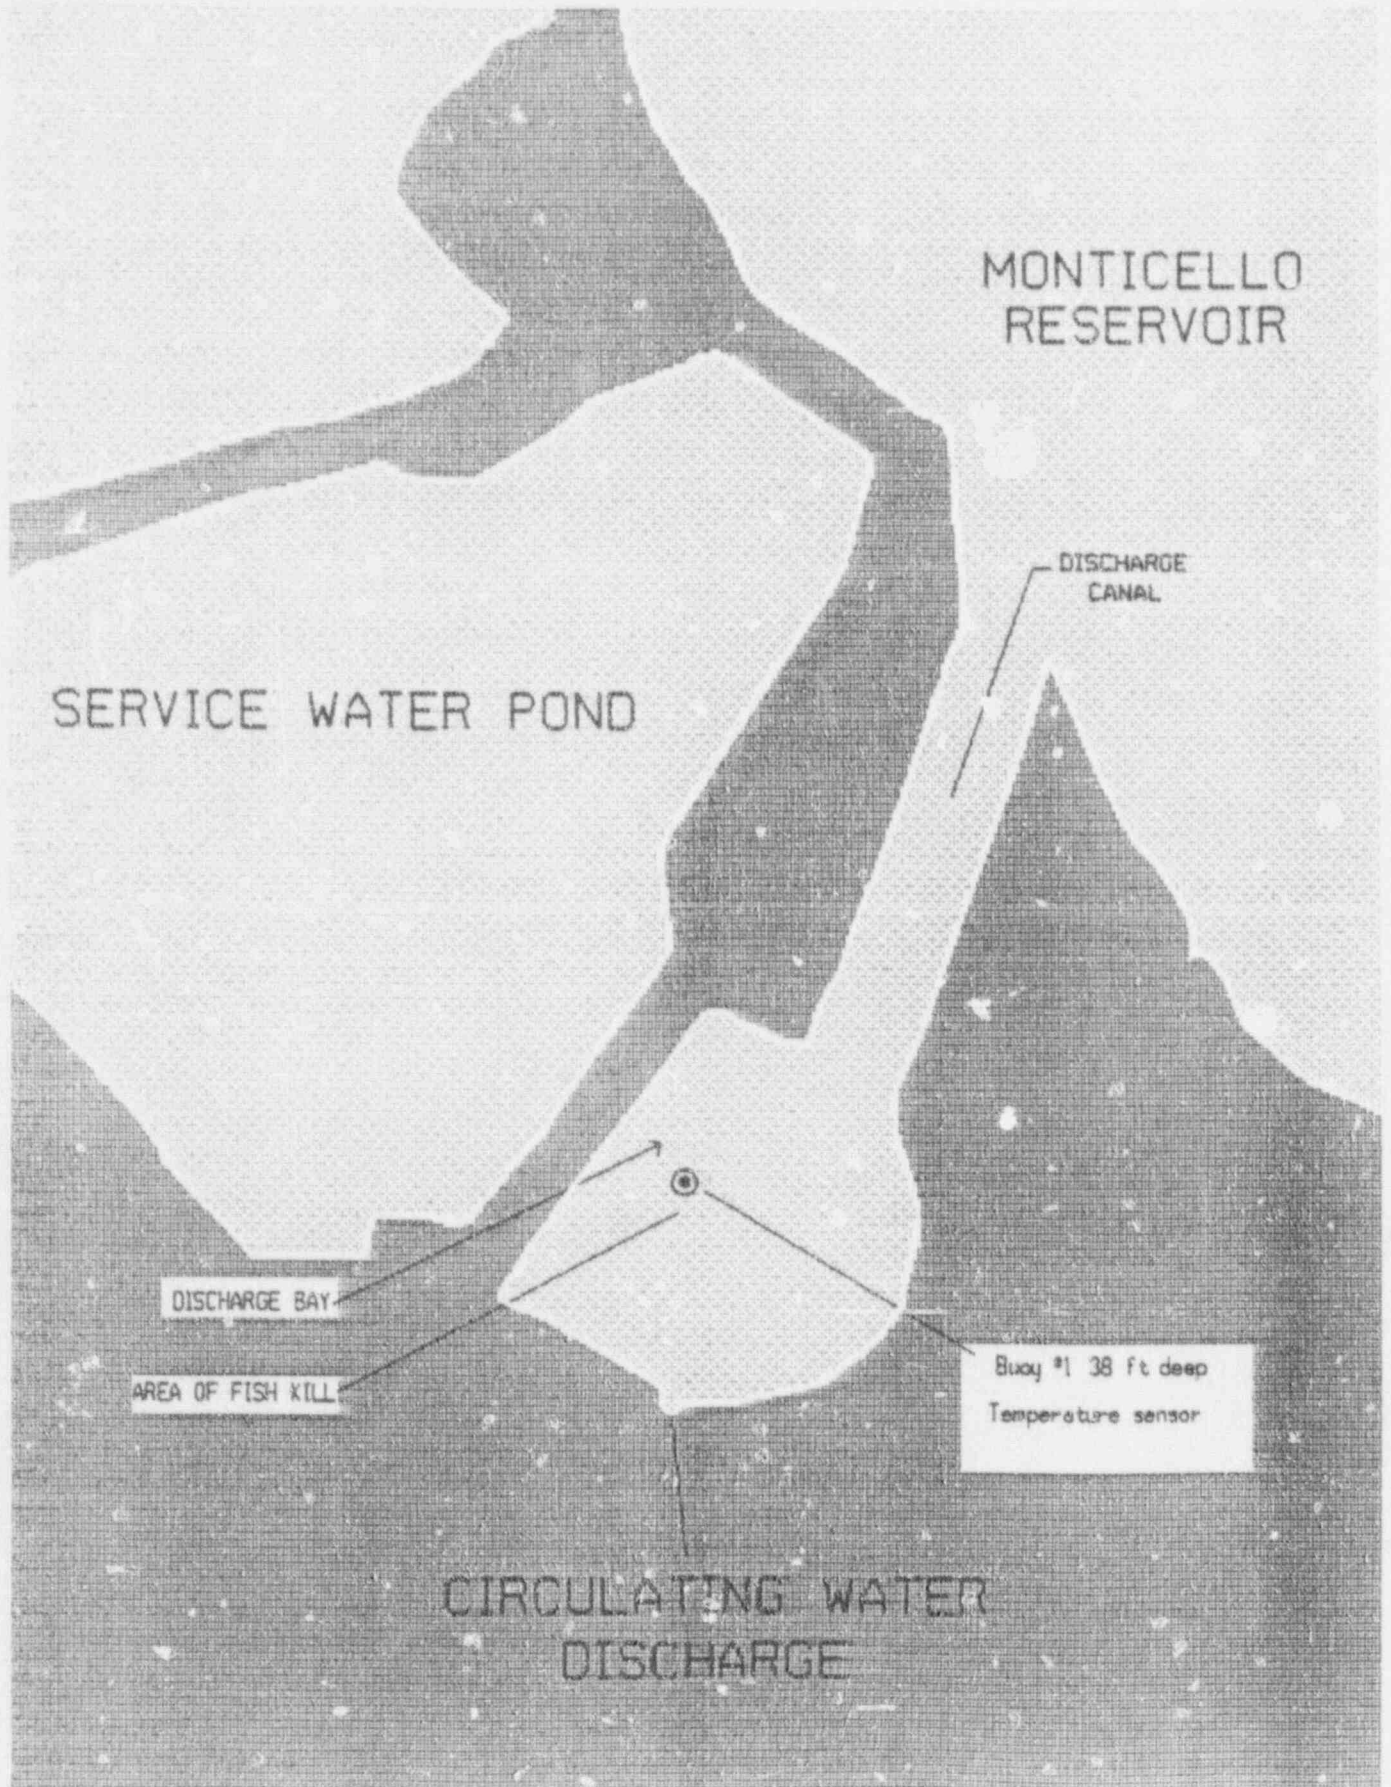 MONTICELLO
RESERVOIR
DISCHARGE
CANAL
SERVICE WATER POND
DISCHARGE BAY
AREA OF FISH KILL
Buoy #1 38 ft deep
Temperature sensor
CIRCULATING WATER
DISCHARGE